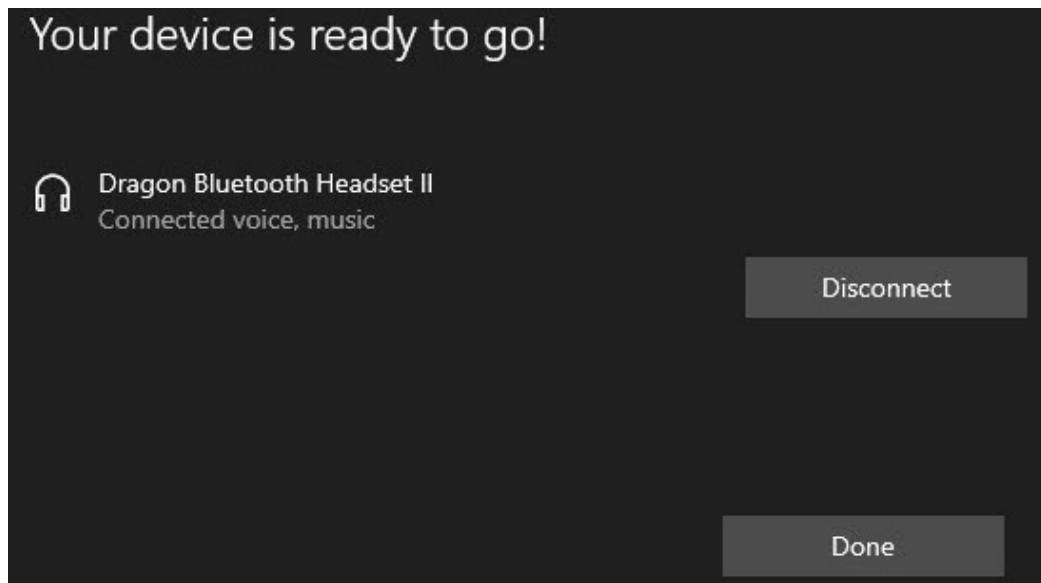 Your device is ready to go!
Dragon Bluetooth Headset II
Connected voice, music
Disconnect
Done